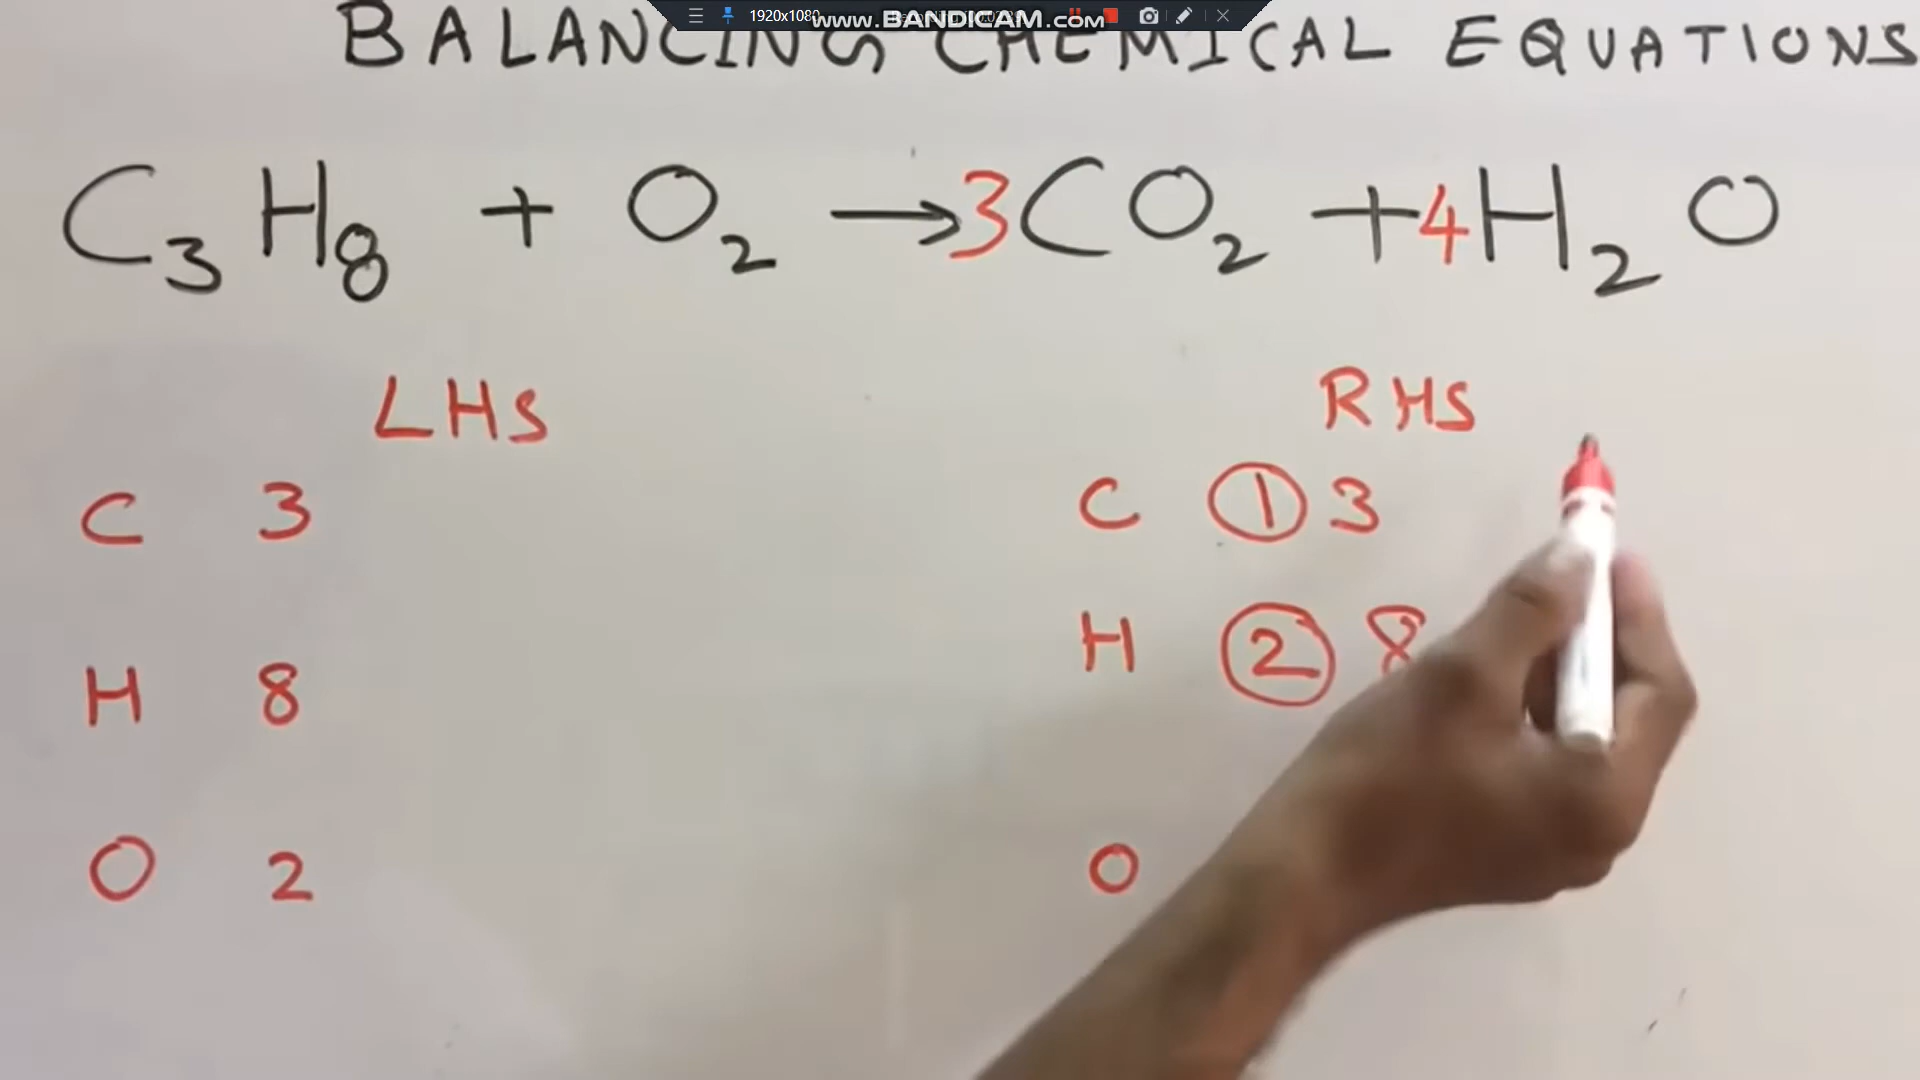 1920x1080
www.BANDICAM.com
BALANCING CHEMICAL EQUATIONS
C3H8 + O2 → 3CO2 + 4H2O
LHS RHS
C 3 C 1 3
H 8 H 2 8
O 2 O